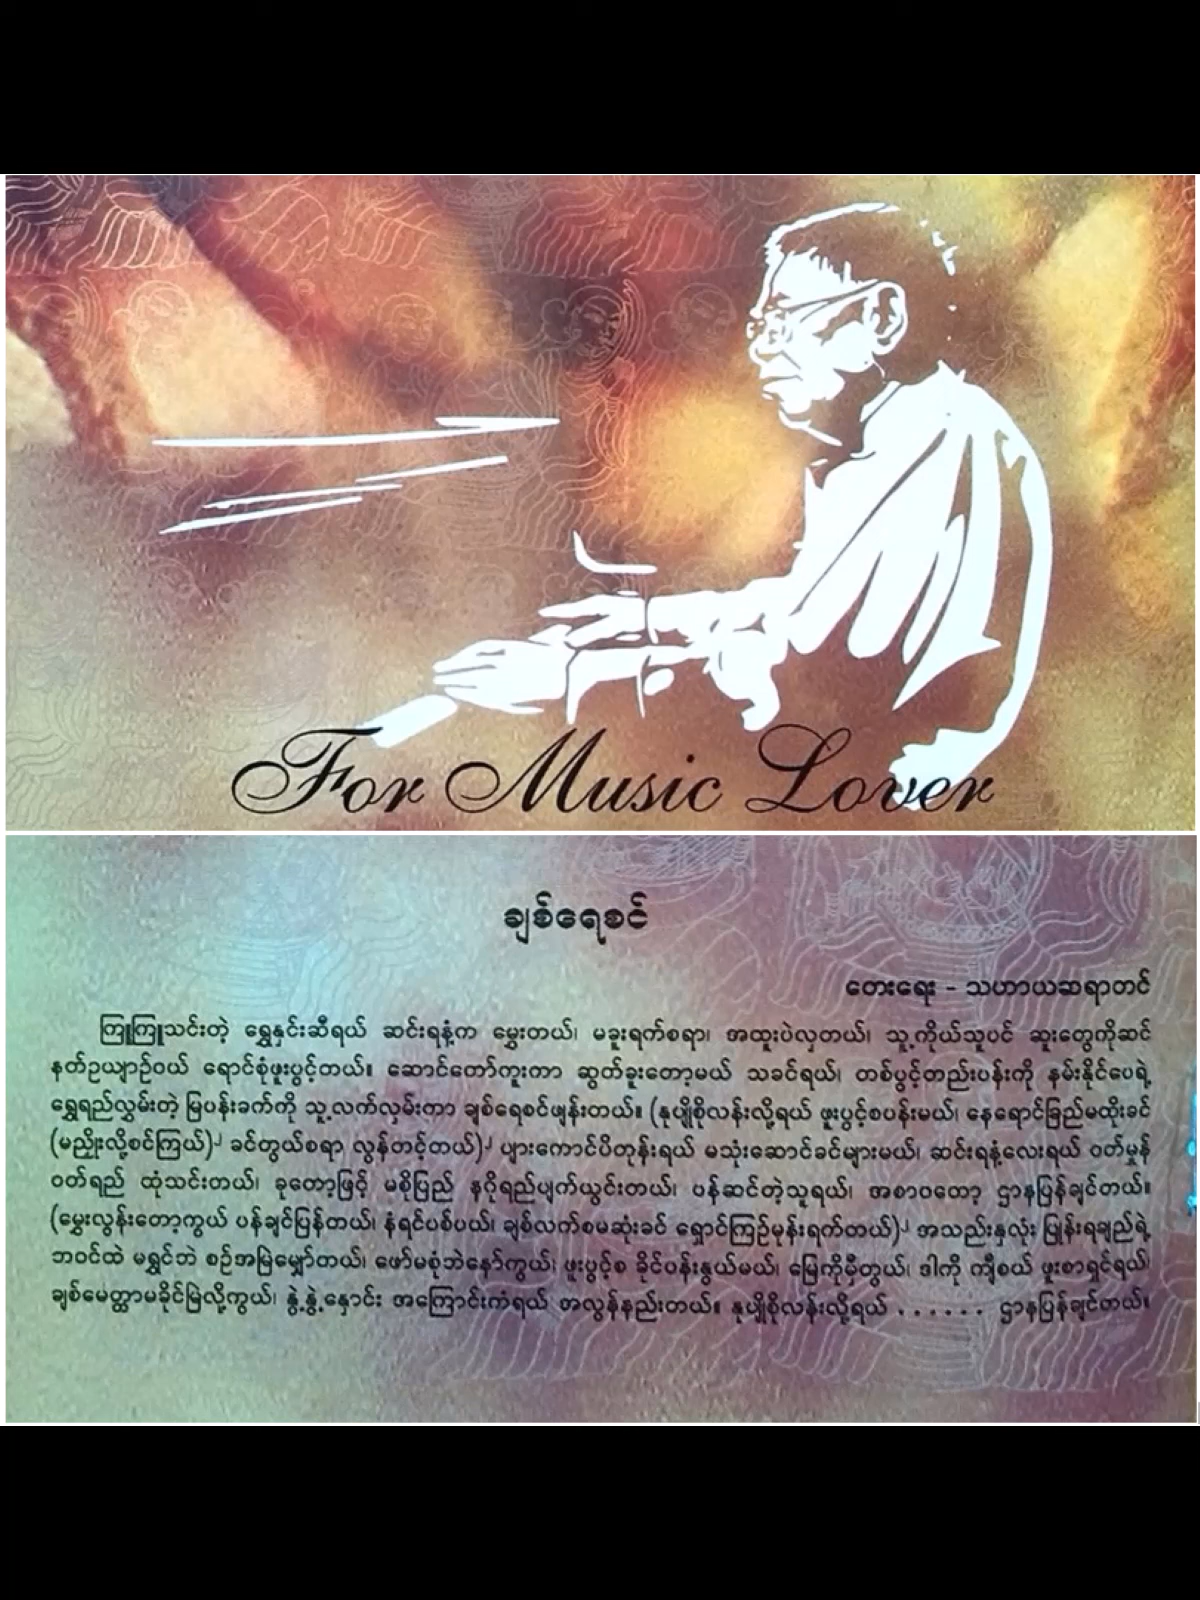 For Music Lover
ချစ်ရေစင်
တေးရေး - သဟာယဆရာတင်
ကြူကြူသင်းတဲ့ ရွှေနှင်းဆီရယ် ဆင်းရနံ့က မွှေးတယ်၊ မခူးရက်စရာ၊ အထူးပဲလှတယ်၊ သူ့ကိုယ်သူပင် ဆူးတွေကိုဆင်
နတ်ဥယျာဉ်ဝယ် ရောင်စုံဖူးပွင့်တယ်။ ဆောင်တော်ကူးကာ ဆွတ်ခူးတော့မယ် သခင်ရယ်၊ တစ်ပွင့်တည်းပန်းကို နမ်းနိုင်ပေရဲ့
ရွှေရည်လွှမ်းတဲ့ မြပန်းခက်ကို သူ့လက်လှမ်းကာ ချစ်ရေစင်ဖျန်းတယ်။ (နုပျိုစိုလန်းလို့ရယ် ဖူးပွင့်စပန်းမယ်၊ နေရောင်ခြည်မထိုးခင်
(မညှိုးလို့စင်ကြယ်)၂ ခင်တွယ်စရာ လွန်တင့်တယ်)၂ ပျားကောင်ပိတုန်းရယ် မသုံးဆောင်ခင်များမယ်၊ ဆင်းရနံ့လေးရယ် ဝတ်မှုန်
ဝတ်ရည် ထုံသင်းတယ်၊ ခုတော့ဖြင့် မစိုပြည် နဂိုရည်ပျက်ယွင်းတယ်၊ ပန်ဆင်တဲ့သူရယ်၊ အစာဝတော့ ဌာနပြန်ချင်တယ်။
(မွှေးလွန်းတော့ကွယ် ပန်ချင်ပြန်တယ်၊ နံရင်ပစ်ပယ်၊ ချစ်လက်စမဆုံးခင် ရှောင်ကြဉ်မုန်းရက်တယ်)၂ အသည်းနှလုံး ပြုန်းရချည်ရဲ့
ဘဝင်ထဲ မရွှင်ဘဲ စဉ်အမြဲမျှော်တယ်၊ ဖော်မစုံဘဲနော်ကွယ်၊ ဖူးပွင့်စ ခိုင်ပန်းနွယ်မယ်၊ မြေကိုမှီတွယ်၊ ဒါကို ကျီစယ် ဖူးစာရှင်ရယ်၊
ချစ်မေတ္တာမခိုင်မြဲလို့ကွယ်၊ နွဲ့နွဲ့နှောင်း အကြောင်းကံရယ် အလွန်နည်းတယ်။ နုပျိုစိုလန်းလို့ရယ် . . . . . . ဌာနပြန်ချင်တယ်။